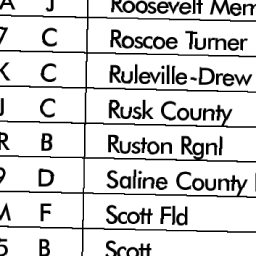 A J Roosevelt Mem
7 C Roscoe Turner
K C Ruleville-Drew
J C Rusk County
R B Ruston Rgnl
9 D Saline County
M F Scott Fld
5 B Scott